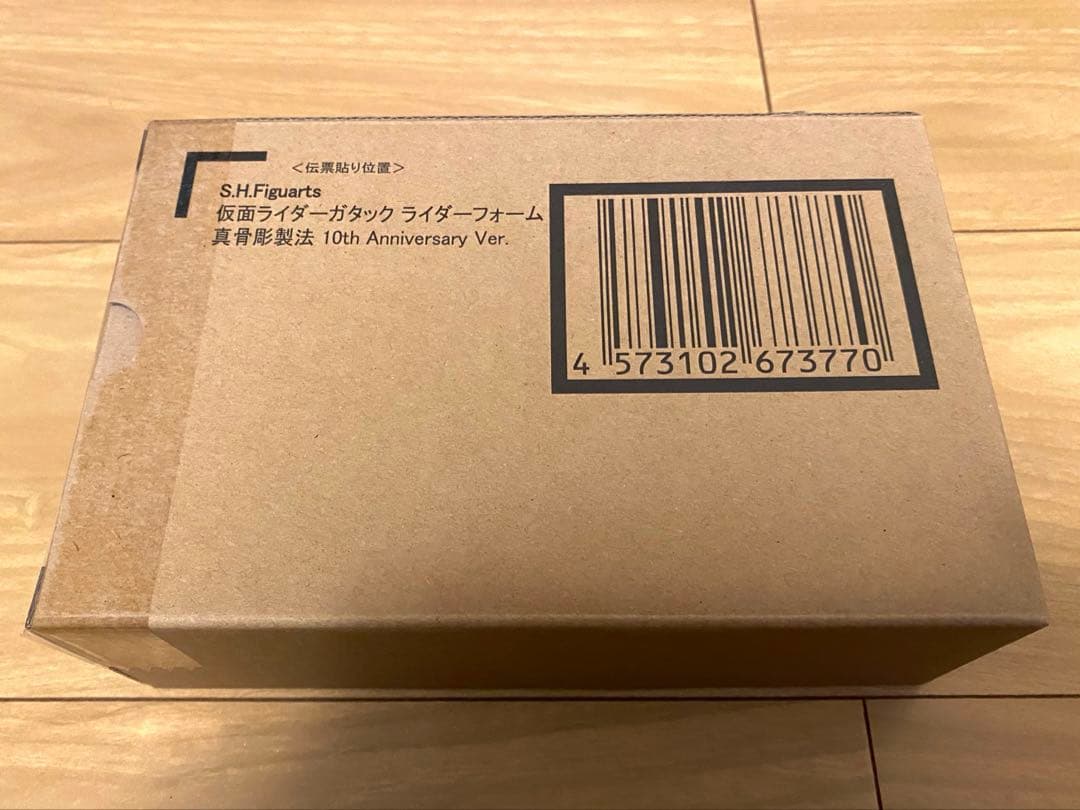 ＜伝票貼り位置＞
S.H.Figuarts
仮面ライダーガタック ライダーフォーム
真骨彫製法 10th Anniversary Ver.
4 573102 673770